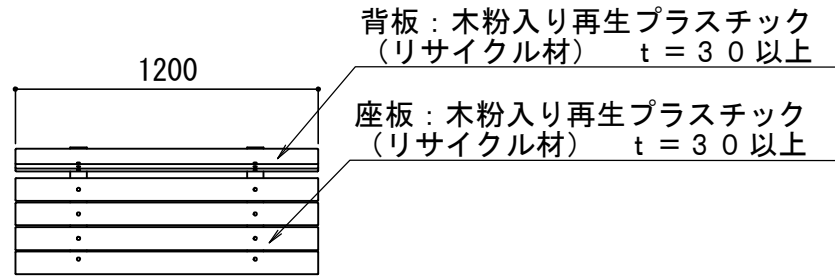 背板：木粉入り再生プラスチック
（リサイクル材）　ｔ＝３０以上
1200
座板：木粉入り再生プラスチック
（リサイクル材）　ｔ＝３０以上